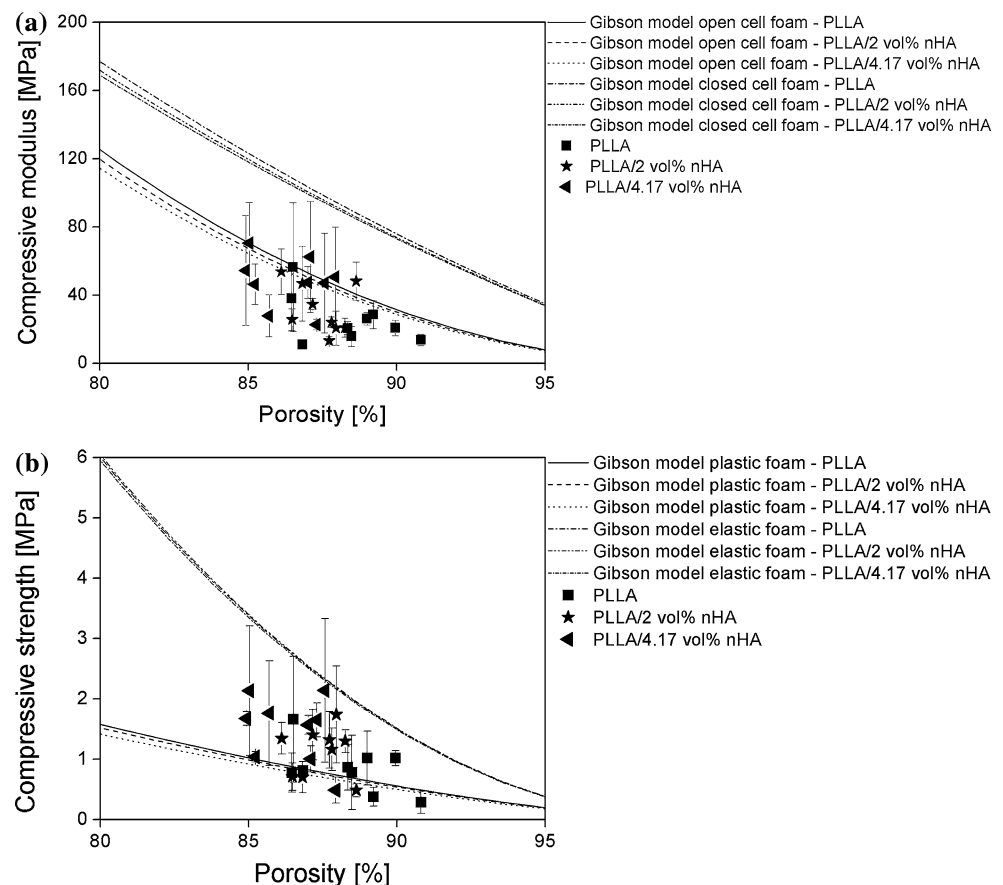 (a)
200
160
120
80
40
0
Compressive modulus [MPa]
80 85 90 95
Porosity [%]
Gibson model open cell foam - PLLA
Gibson model open cell foam - PLLA/2 vol% nHA
Gibson model open cell foam - PLLA/4.17 vol% nHA
Gibson model closed cell foam - PLLA
Gibson model closed cell foam - PLLA/2 vol% nHA
Gibson model closed cell foam - PLLA/4.17 vol% nHA
PLLA
PLLA/2 vol% nHA
PLLA/4.17 vol% nHA
(b)
6
5
4
3
2
1
0
Compressive strength [MPa]
80 85 90 95
Porosity [%]
Gibson model plastic foam - PLLA
Gibson model plastic foam - PLLA/2 vol% nHA
Gibson model plastic foam - PLLA/4.17 vol% nHA
Gibson model elastic foam - PLLA
Gibson model elastic foam - PLLA/2 vol% nHA
Gibson model elastic foam - PLLA/4.17 vol% nHA
PLLA
PLLA/2 vol% nHA
PLLA/4.17 vol% nHA